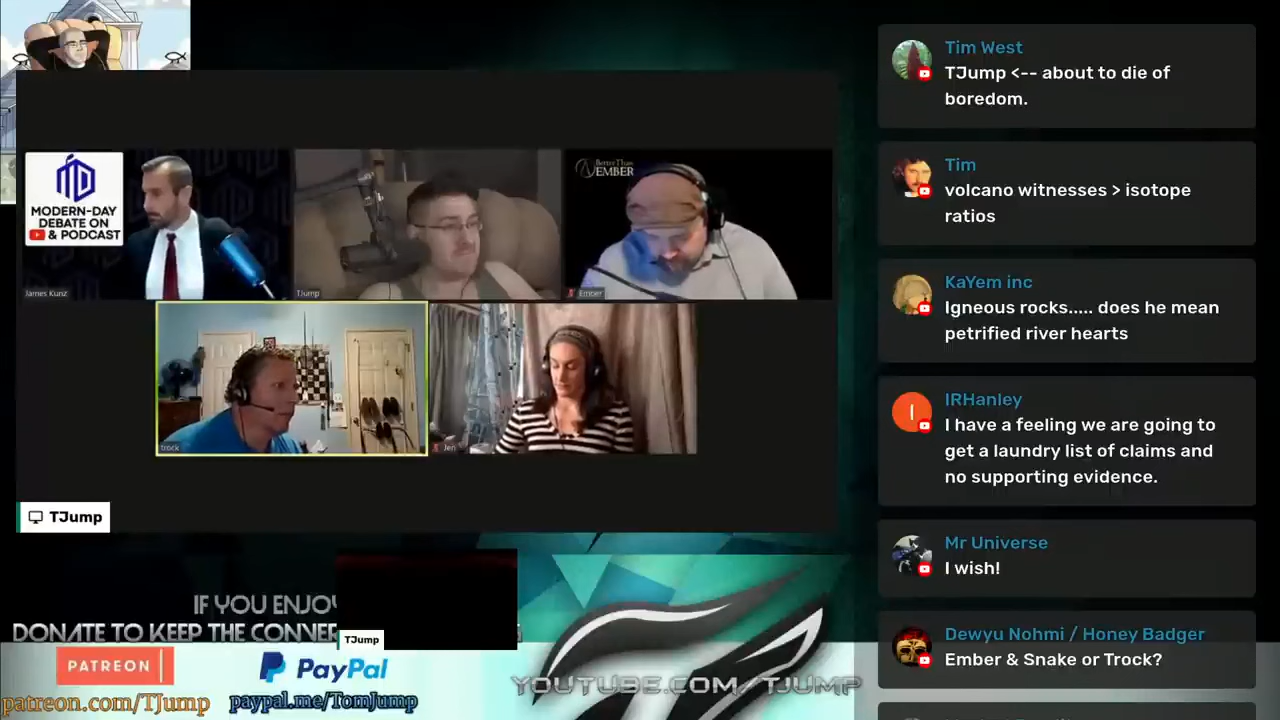 MODERN-DAY
DEBATE ON
& PODCAST
James Kunz
TJump
Better Than
EMBER
Ember
trock
Jen
TJump
IF YOU ENJOY
DONATE TO KEEP THE CONVER
TJump
PATREON
PayPal
patreon.com/TJump
paypal.me/TomJump
YOUTUBE.COM/TJUMP
Tim West
TJump <-- about to die of
boredom.
Tim
volcano witnesses > isotope
ratios
KaYem inc
Igneous rocks..... does he mean
petrified river hearts
IRHanley
I have a feeling we are going to
get a laundry list of claims and
no supporting evidence.
Mr Universe
I wish!
Dewyu Nohmi / Honey Badger
Ember & Snake or Trock?